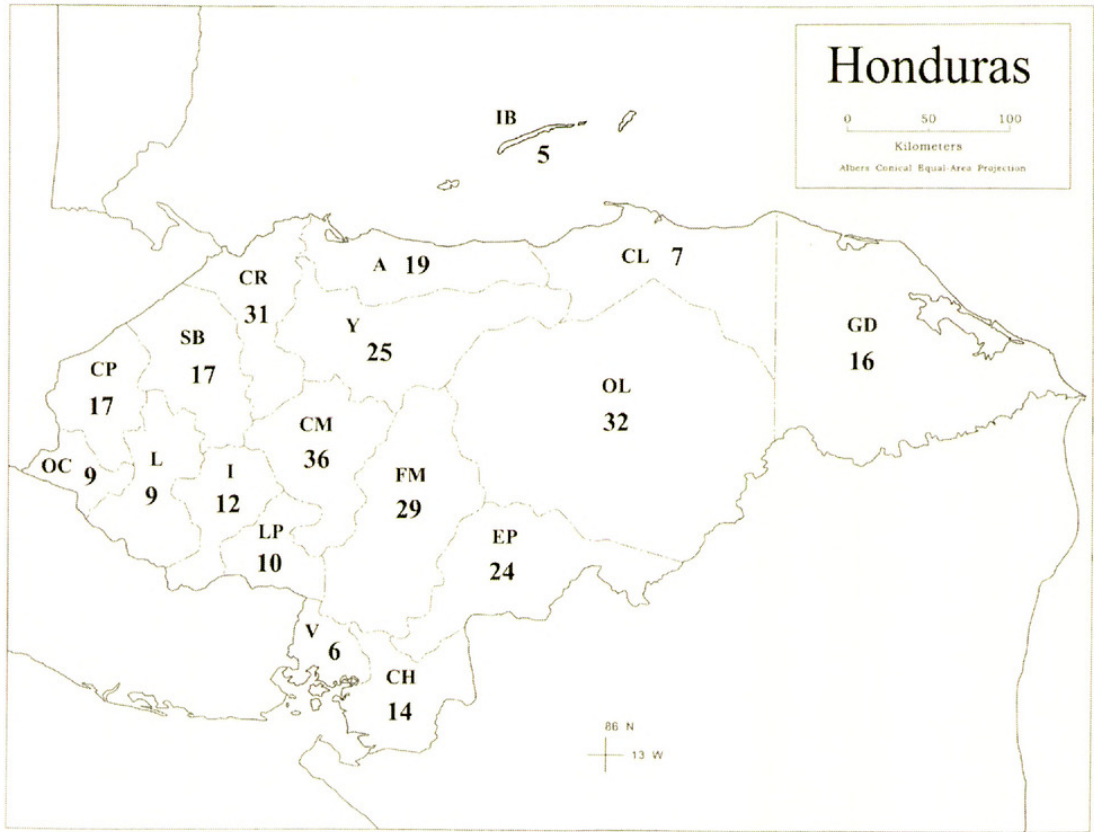 Honduras
0 50 100
Kilometers
Albers Conical Equal-Area Projection
IB
5
CL 7
A 19
CR
31
GD
16
Y
25
SB
17
CP
17
OL
32
CM
36
OC 9
L
9
I
12
FM
29
LP
10
EP
24
V
6
CH
14
86 N
13 W